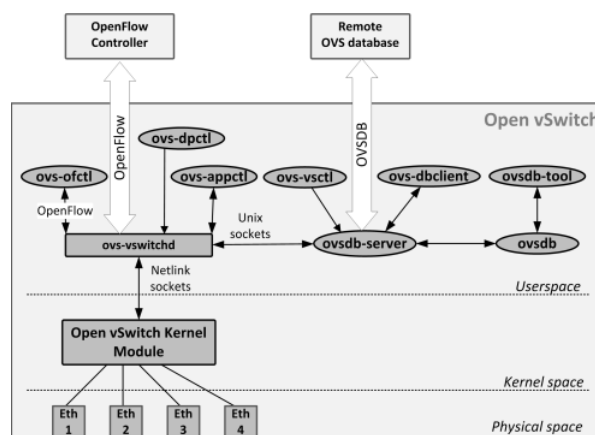 OpenFlow
Controller
Remote
OVS database
Open vSwitch
OpenFlow
OVSDB
ovs-dpctl
ovs-ofctl
ovs-appctl
ovs-vsctl
ovs-dbclient
ovsdb-tool
OpenFlow
Unix
sockets
ovs-vswitchd
ovsdb-server
ovsdb
Netlink
sockets
Userspace
Open vSwitch Kernel
Module
Kernel space
Eth
1
Eth
2
Eth
3
Eth
4
Physical space